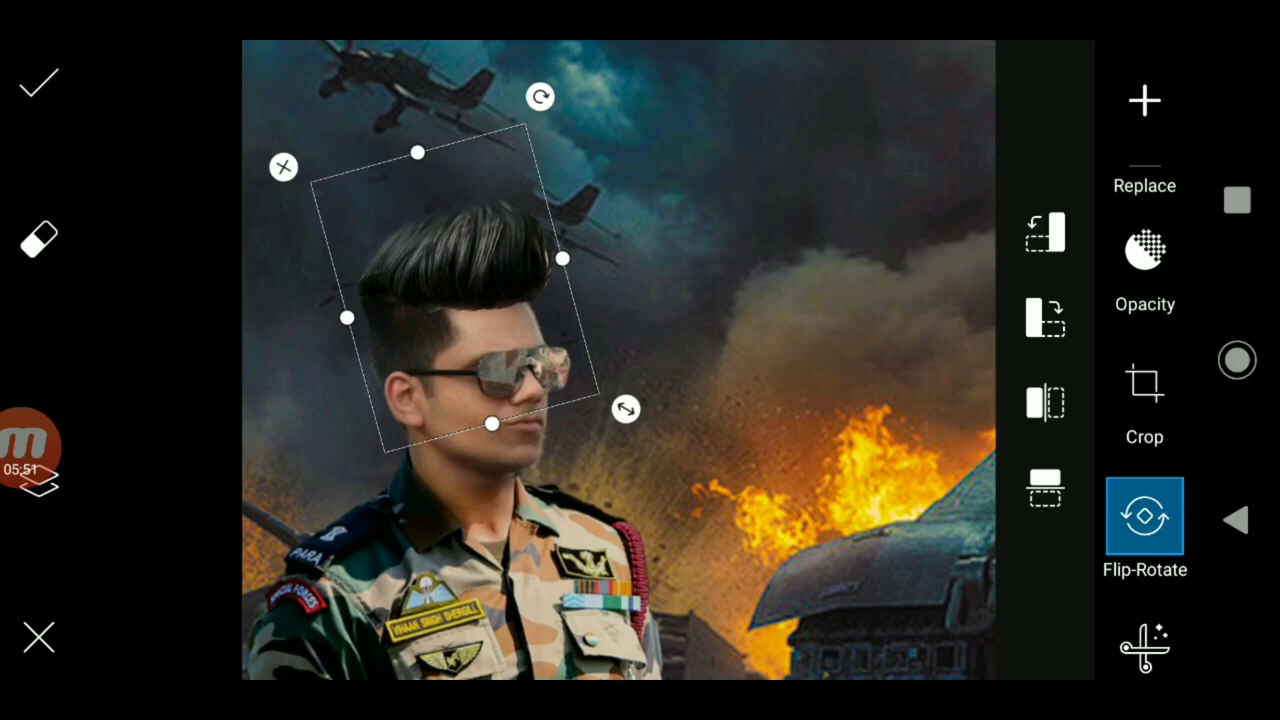 Replace
Opacity
Crop
Flip-Rotate
m
05:51
PARA
SPECIAL FORCES
VIHAAN SINGH SHERGILL